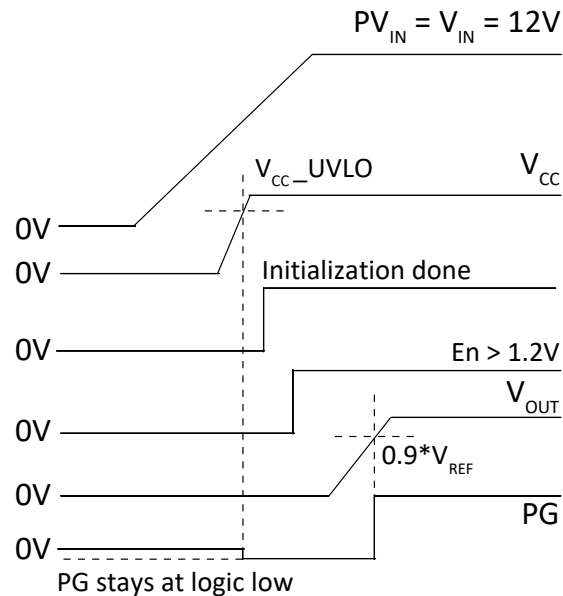 PV_IN = V_IN = 12V
V_CC_UVLO
V_CC
0V
0V
Initialization done
0V
En > 1.2V
V_OUT
0V
0.9*V_REF
0V
PG
0V
PG stays at logic low